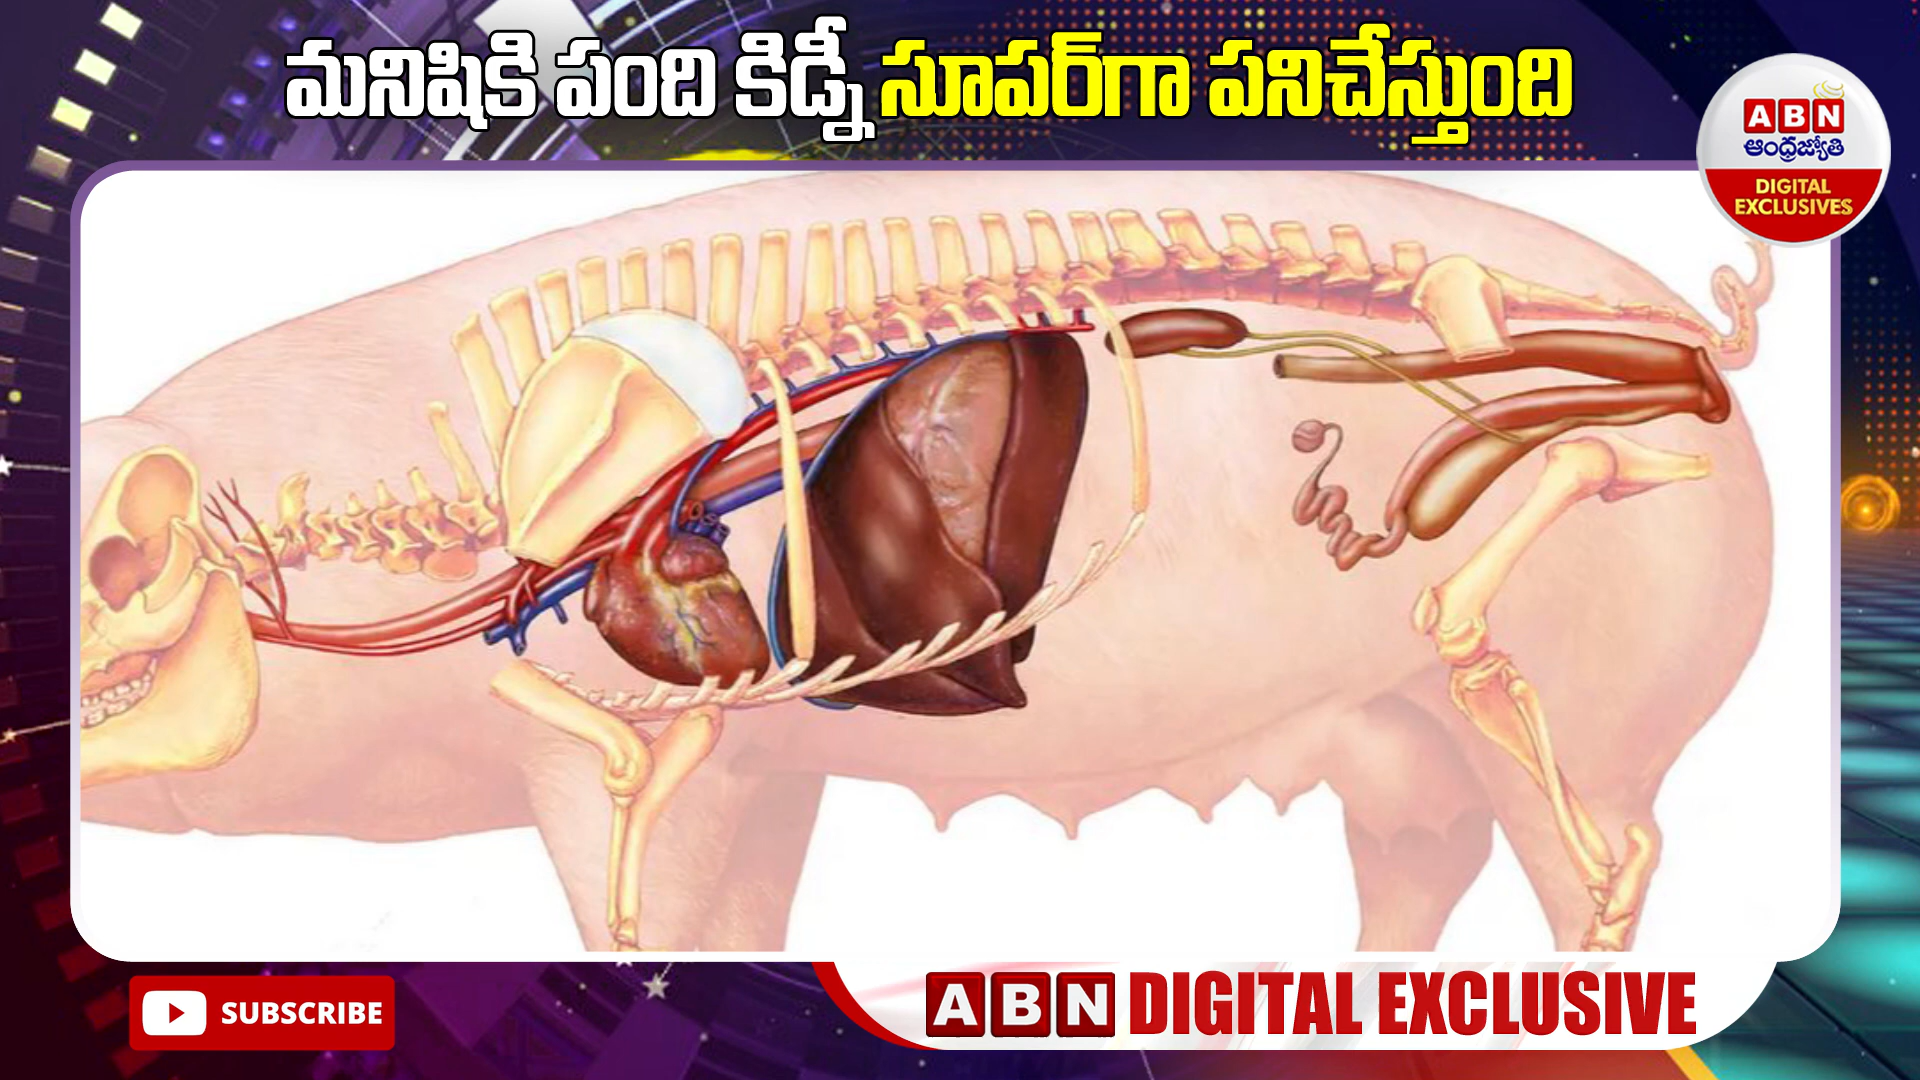 మనిషికి పంది కిడ్నీ సూపర్‌గా పనిచేస్తుంది
ABN
ఆంధ్రజ్యోతి
DIGITAL
EXCLUSIVES
SUBSCRIBE
ABN DIGITAL EXCLUSIVE